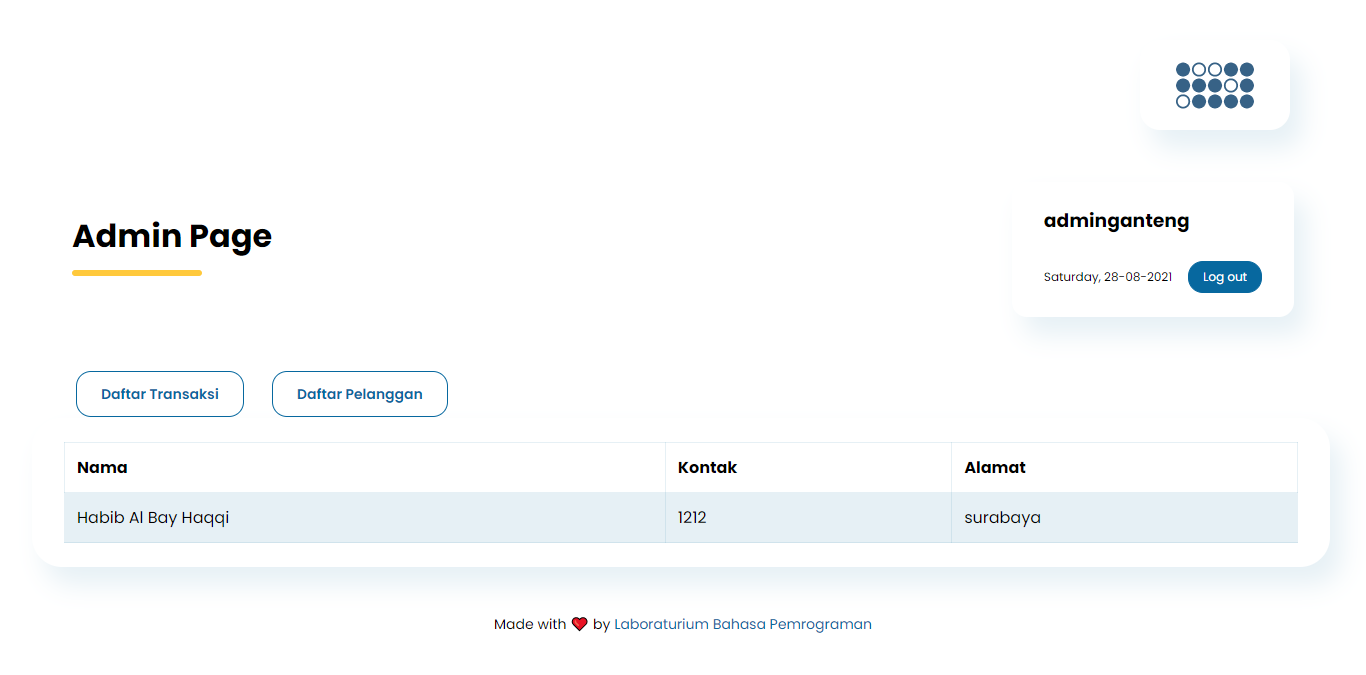 Admin Page
adminganteng
Saturday, 28-08-2021 Log out
Daftar Transaksi Daftar Pelanggan
Nama Kontak Alamat
Habib Al Bay Haqqi 1212 surabaya
Made with ❤ by Laboraturium Bahasa Pemrograman